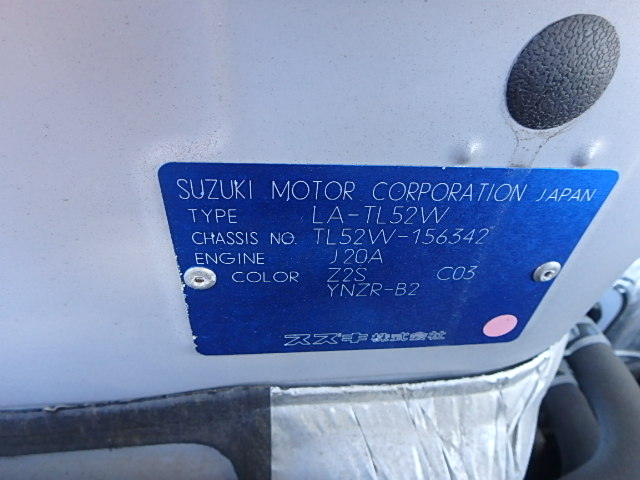 SUZUKI MOTOR CORPORATION JAPAN
TYPE LA-TL52W
CHASSIS NO. TL52W-156342
ENGINE J20A
COLOR Z2S C03
YNZR-B2
スズキ株式会社